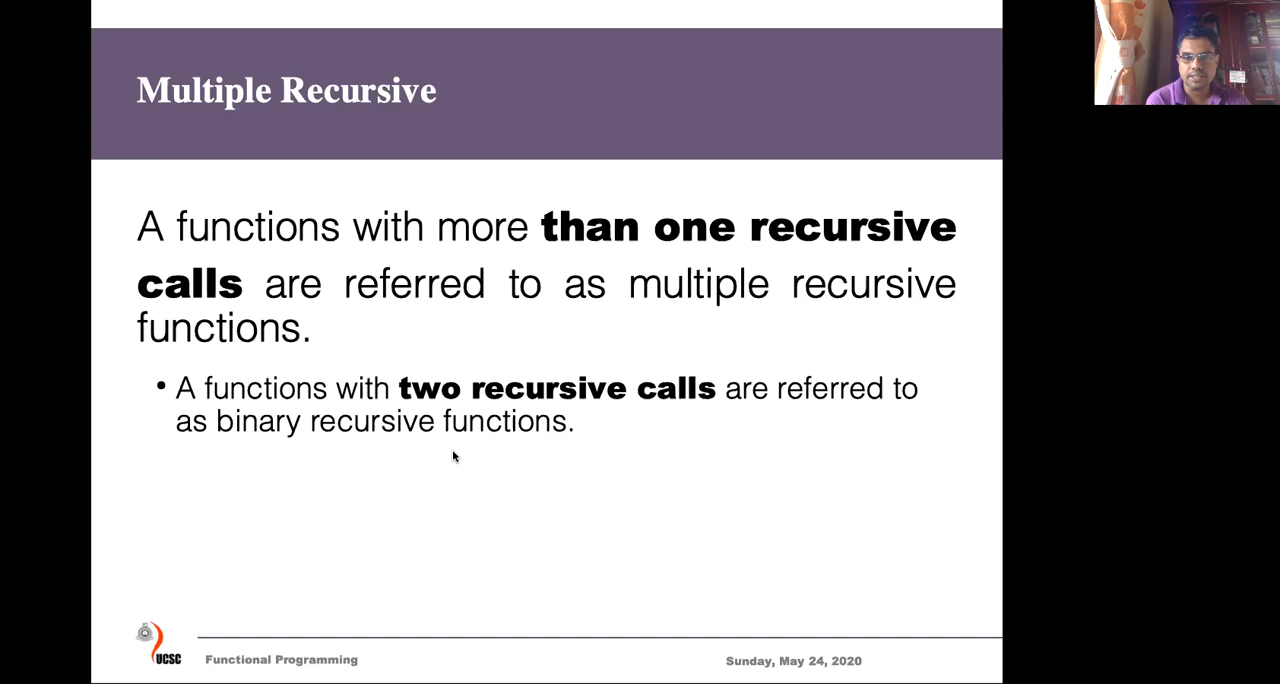 Multiple Recursive
A functions with more than one recursive
calls are referred to as multiple recursive
functions.
• A functions with two recursive calls are referred to
as binary recursive functions.
UCSC
Functional Programming
Sunday, May 24, 2020